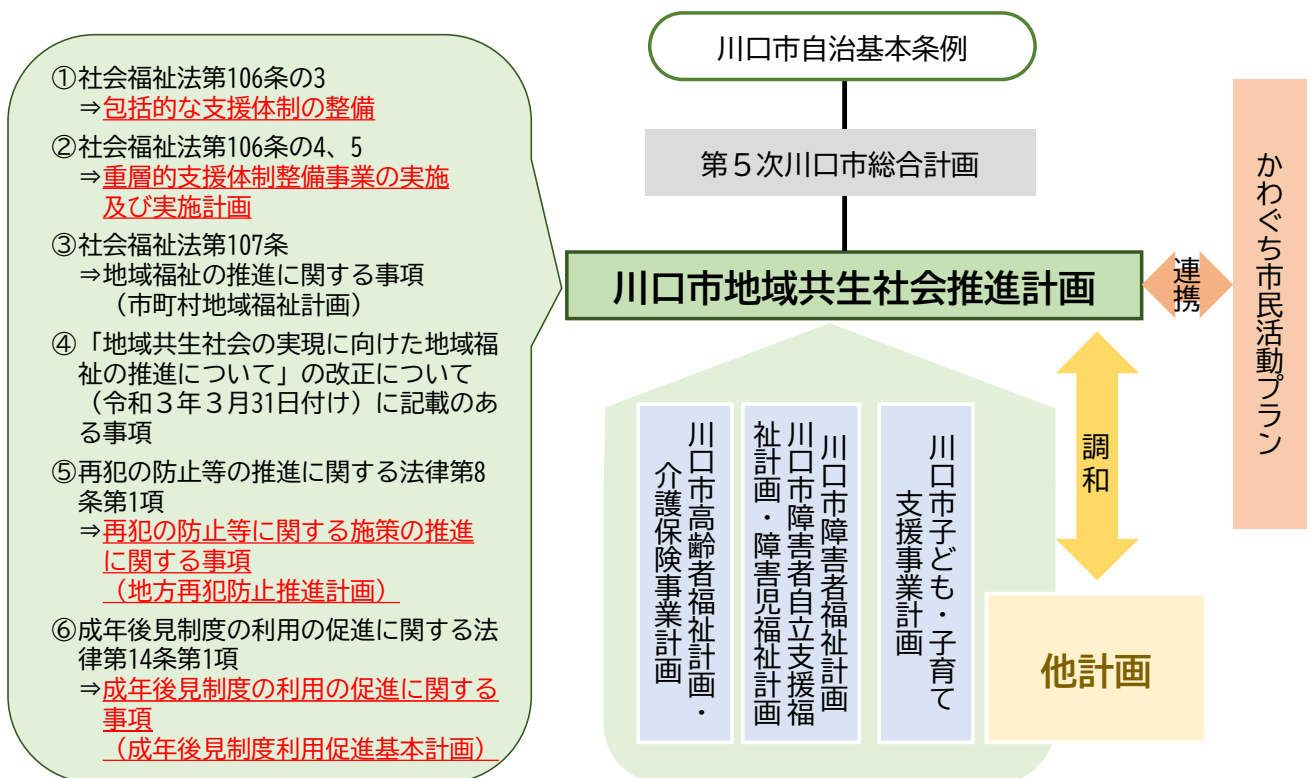 ①社会福祉法第106条の3
⇒包括的な支援体制の整備
②社会福祉法第106条の4、5
⇒重層的支援体制整備事業の実施
及び実施計画
③社会福祉法第107条
⇒地域福祉の推進に関する事項
（市町村地域福祉計画）
④「地域共生社会の実現に向けた地域福
祉の推進について」の改正について
（令和３年３月31日付け）に記載のあ
る事項
⑤再犯の防止等の推進に関する法律第8
条第1項
⇒再犯の防止等に関する施策の推進
に関する事項
（地方再犯防止推進計画）
⑥成年後見制度の利用の促進に関する法
律第14条第1項
⇒成年後見制度の利用の促進に関する
事項
（成年後見制度利用促進基本計画）
川口市自治基本条例
第５次川口市総合計画
川口市地域共生社会推進計画
連携
かわぐち市民活動プラン
川口市高齢者福祉計画・
介護保険事業計画
川口市障害者福祉計画
川口市障害者自立支援福
祉計画・障害児福祉計画
川口市子ども・子育て
支援事業計画
調和
他計画